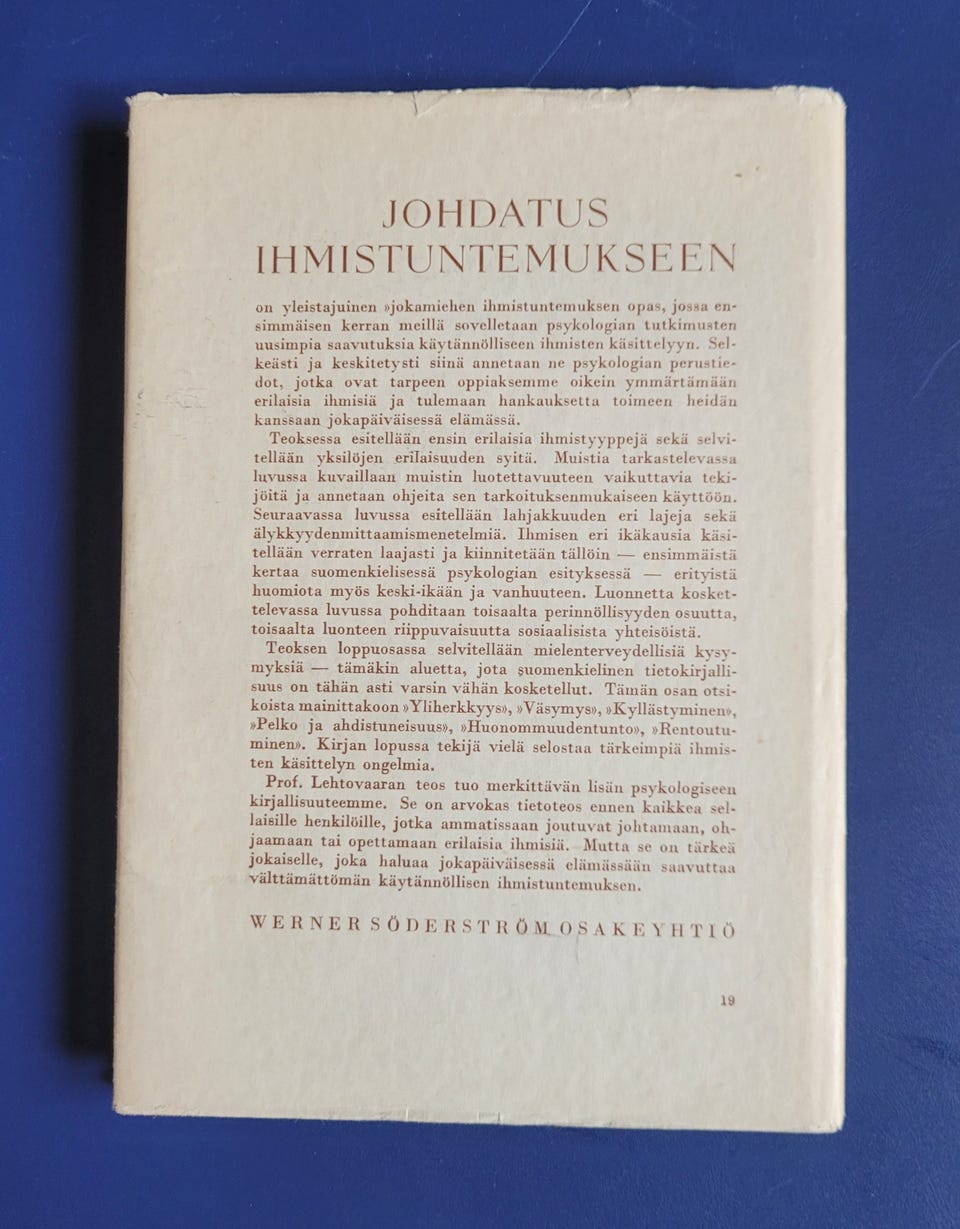 JOHDATUS
IHMISTUNTEMUKSEEN
on yleistajuinen »jokamiehen ihmistuntemuksen opas, jossa en-
simmäisen kerran meillä sovelletaan psykologian tutkimusten
uusimpia saavutuksia käytännölliseen ihmisten käsittelyyn. Sel-
keästi ja keskitetysti siinä annetaan ne psykologian perustie-
dot, jotka ovat tarpeen oppiaksemme oikein ymmärtämään
erilaisia ihmisiä ja tulemaan hankauksetta toimeen heidän
kanssaan jokapäiväisessä elämässä.
Teoksessa esitellään ensin erilaisia ihmistyyppejä sekä selvi-
tellään yksilöjen erilaisuuden syitä. Muistia tarkastelevassa
luvussa kuvaillaan muistin luotettavuuteen vaikuttavia teki-
jöitä ja annetaan ohjeita sen tarkoituksenmukaiseen käyttöön.
Seuraavassa luvussa esitellään lahjakkuuden eri lajeja sekä
älykkyydenmittaamismenetelmiä. Ihmisen eri ikäkausia käsi-
tellään verraten laajasti ja kiinnitetään tällöin — ensimmäistä
kertaa suomenkielisessä psykologian esityksessä — erityistä
huomiota myös keski-ikään ja vanhuuteen. Luonnetta kosket-
televassa luvussa pohditaan toisaalta perinnöllisyyden osuutta,
toisaalta luonteen riippuvaisuutta sosiaalisista yhteisöistä.
Teoksen loppuosassa selvitellään mielenterveydellisiä kysy-
myksiä — tämäkin aluetta, jota suomenkielinen tietokirjalli-
suus on tähän asti varsin vähän kosketellut. Tämän osan otsi-
koista mainittakoon »Yliherkkyys», »Väsymys», »Kyllästyminen»,
»Pelko ja ahdistuneisuus», »Huonommuudentunto», »Rentoutu-
minen». Kirjan lopussa tekijä vielä selostaa tärkeimpiä ihmis-
ten käsittelyn ongelmia.
Prof. Lehtovaaran teos tuo merkittävän lisän psykologiseen
kirjallisuuteemme. Se on arvokas tietoteos ennen kaikkea sel-
laisille henkilöille, jotka ammatissaan joutuvat johtamaan, oh-
jaamaan tai opettamaan erilaisia ihmisiä. Mutta se on tärkeä
jokaiselle, joka haluaa jokapäiväisessä elämässään saavuttaa
välttämättömän käytännöllisen ihmistuntemuksen.
WERNER SÖDERSTRÖM OSAKEYHTIÖ
19